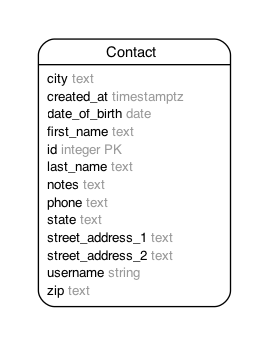 Contact
city text
created_at timestamptz
date_of_birth date
first_name text
id integer PK
last_name text
notes text
phone text
state text
street_address_1 text
street_address_2 text
username string
zip text